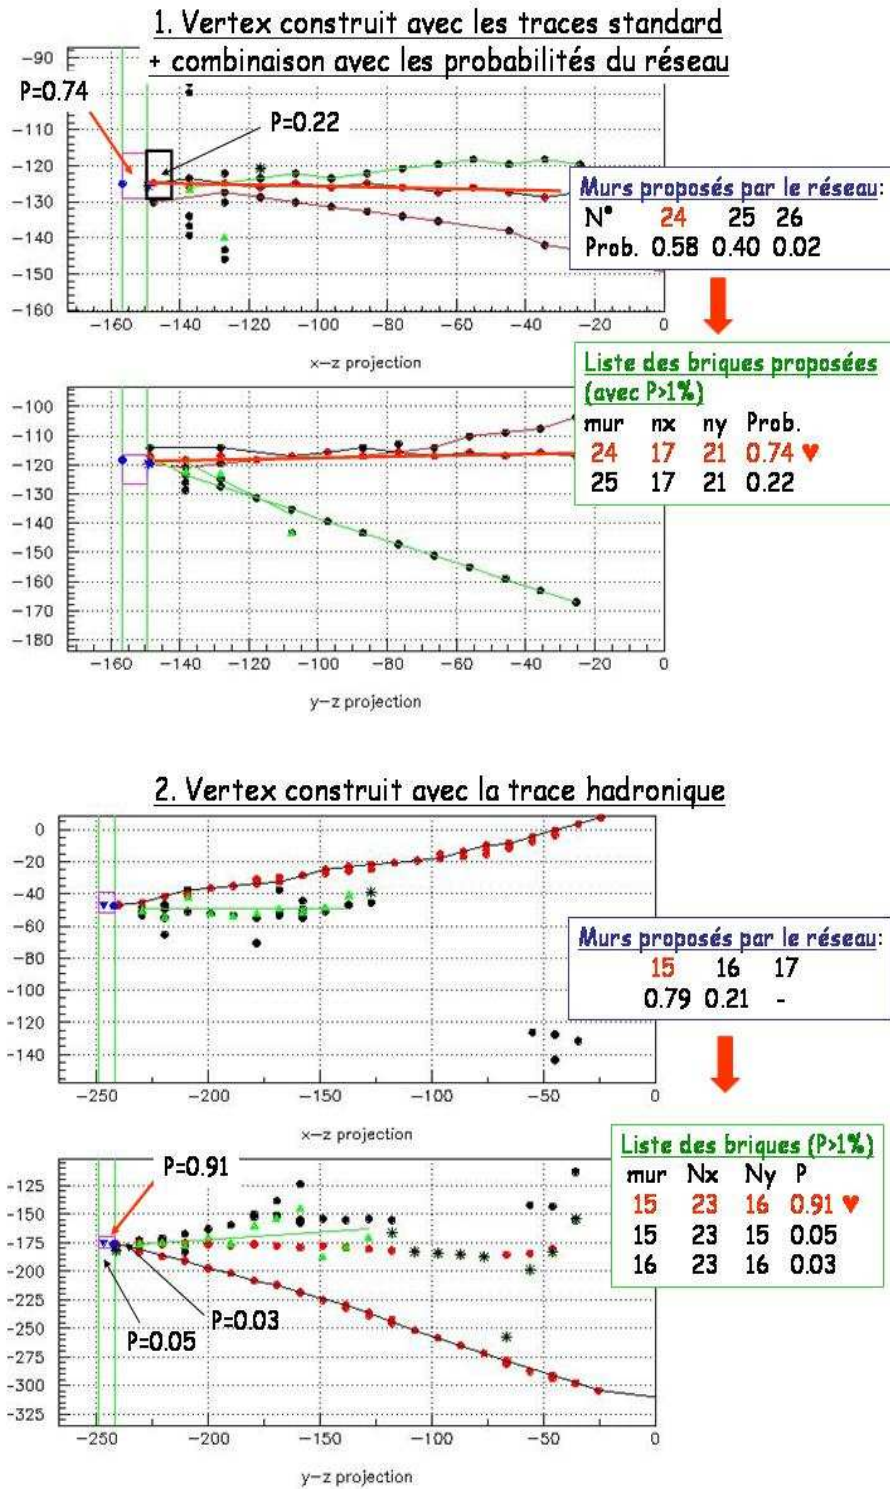 1. Vertex construit avec les traces standard
+ combinaison avec les probabilités du réseau
P=0.74
P=0.22
-90
-110
-120
-130
-140
-150
-160
-160
-140
-120
-100
-80
-60
-40
-20
0
x-z projection
Murs proposés par le réseau:
N° 24 25 26
Prob. 0.58 0.40 0.02
Liste des briques proposées
(avec P>1%)
mur nx ny Prob.
24 17 21 0.74 ♥
25 17 21 0.22
-100
-110
-120
-130
-140
-150
-160
-170
-180
-160
-140
-120
-100
-80
-60
-40
-20
0
y-z projection
2. Vertex construit avec la trace hadronique
0
-20
-40
-60
-80
-100
-120
-140
-250
-200
-150
-100
-50
0
x-z projection
Murs proposés par le réseau:
15 16 17
0.79 0.21 -
Liste des briques (P>1%)
mur Nx Ny P
15 23 16 0.91 ♥
15 23 15 0.05
16 23 16 0.03
P=0.91
P=0.03
P=0.05
-125
-150
-175
-200
-225
-250
-275
-300
-325
-250
-200
-150
-100
-50
0
y-z projection